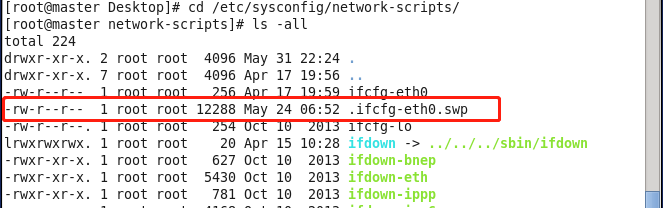 [root@master Desktop]# cd /etc/sysconfig/network-scripts/
[root@master network-scripts]# ls -all
total 224
drwxr-xr-x. 2 root root  4096 May 31 22:24 .
drwxr-xr-x. 7 root root  4096 Apr 17 19:56 ..
-rw-r--r--  1 root root   256 Apr 17 19:59 ifcfg-eth0
-rw-r--r--  1 root root 12288 May 24 06:52 .ifcfg-eth0.swp
-rw-r--r--. 1 root root   254 Oct 10  2013 ifcfg-lo
lrwxrwxrwx. 1 root root    20 Apr 15 10:28 ifdown -> ../../../sbin/ifdown
-rwxr-xr-x. 1 root root   627 Oct 10  2013 ifdown-bnep
-rwxr-xr-x. 1 root root  5430 Oct 10  2013 ifdown-eth
-rwxr-xr-x. 1 root root   781 Oct 10  2013 ifdown-ippp